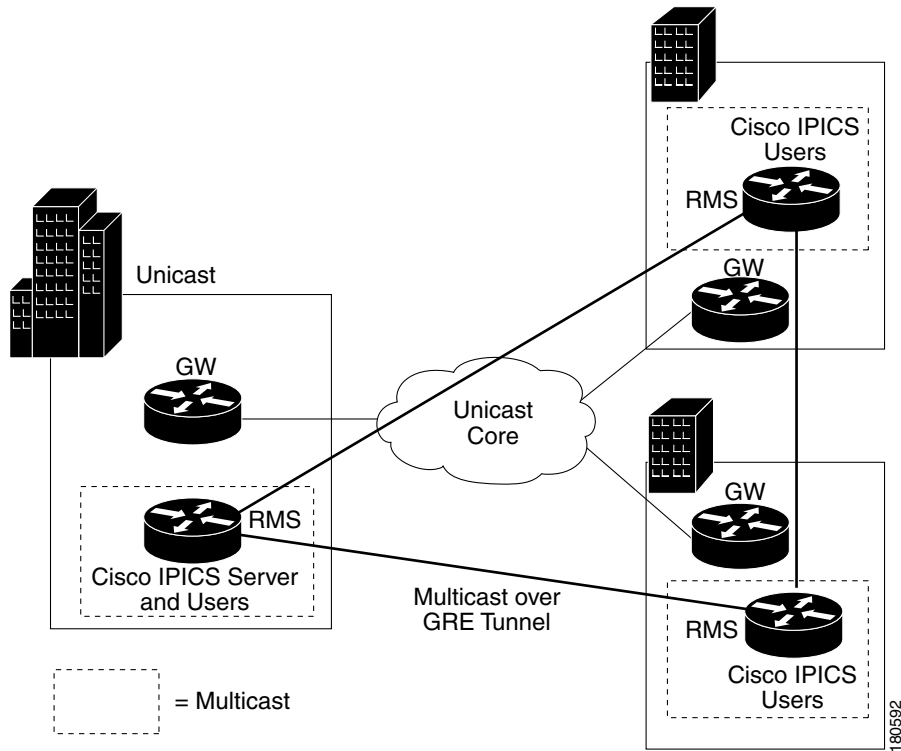 Cisco IPICS
Users
RMS
GW
Unicast
GW
Unicast
Core
RMS
Cisco IPICS Server
and Users
GW
Multicast over
GRE Tunnel
RMS
Cisco IPICS
Users
= Multicast
180592